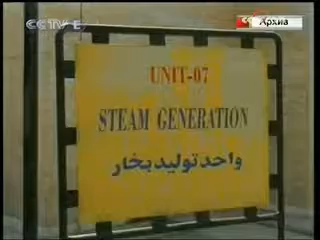 CCTV-E
Архив
UNIT-07
STEAM GENERATION
واحد تولید بخار